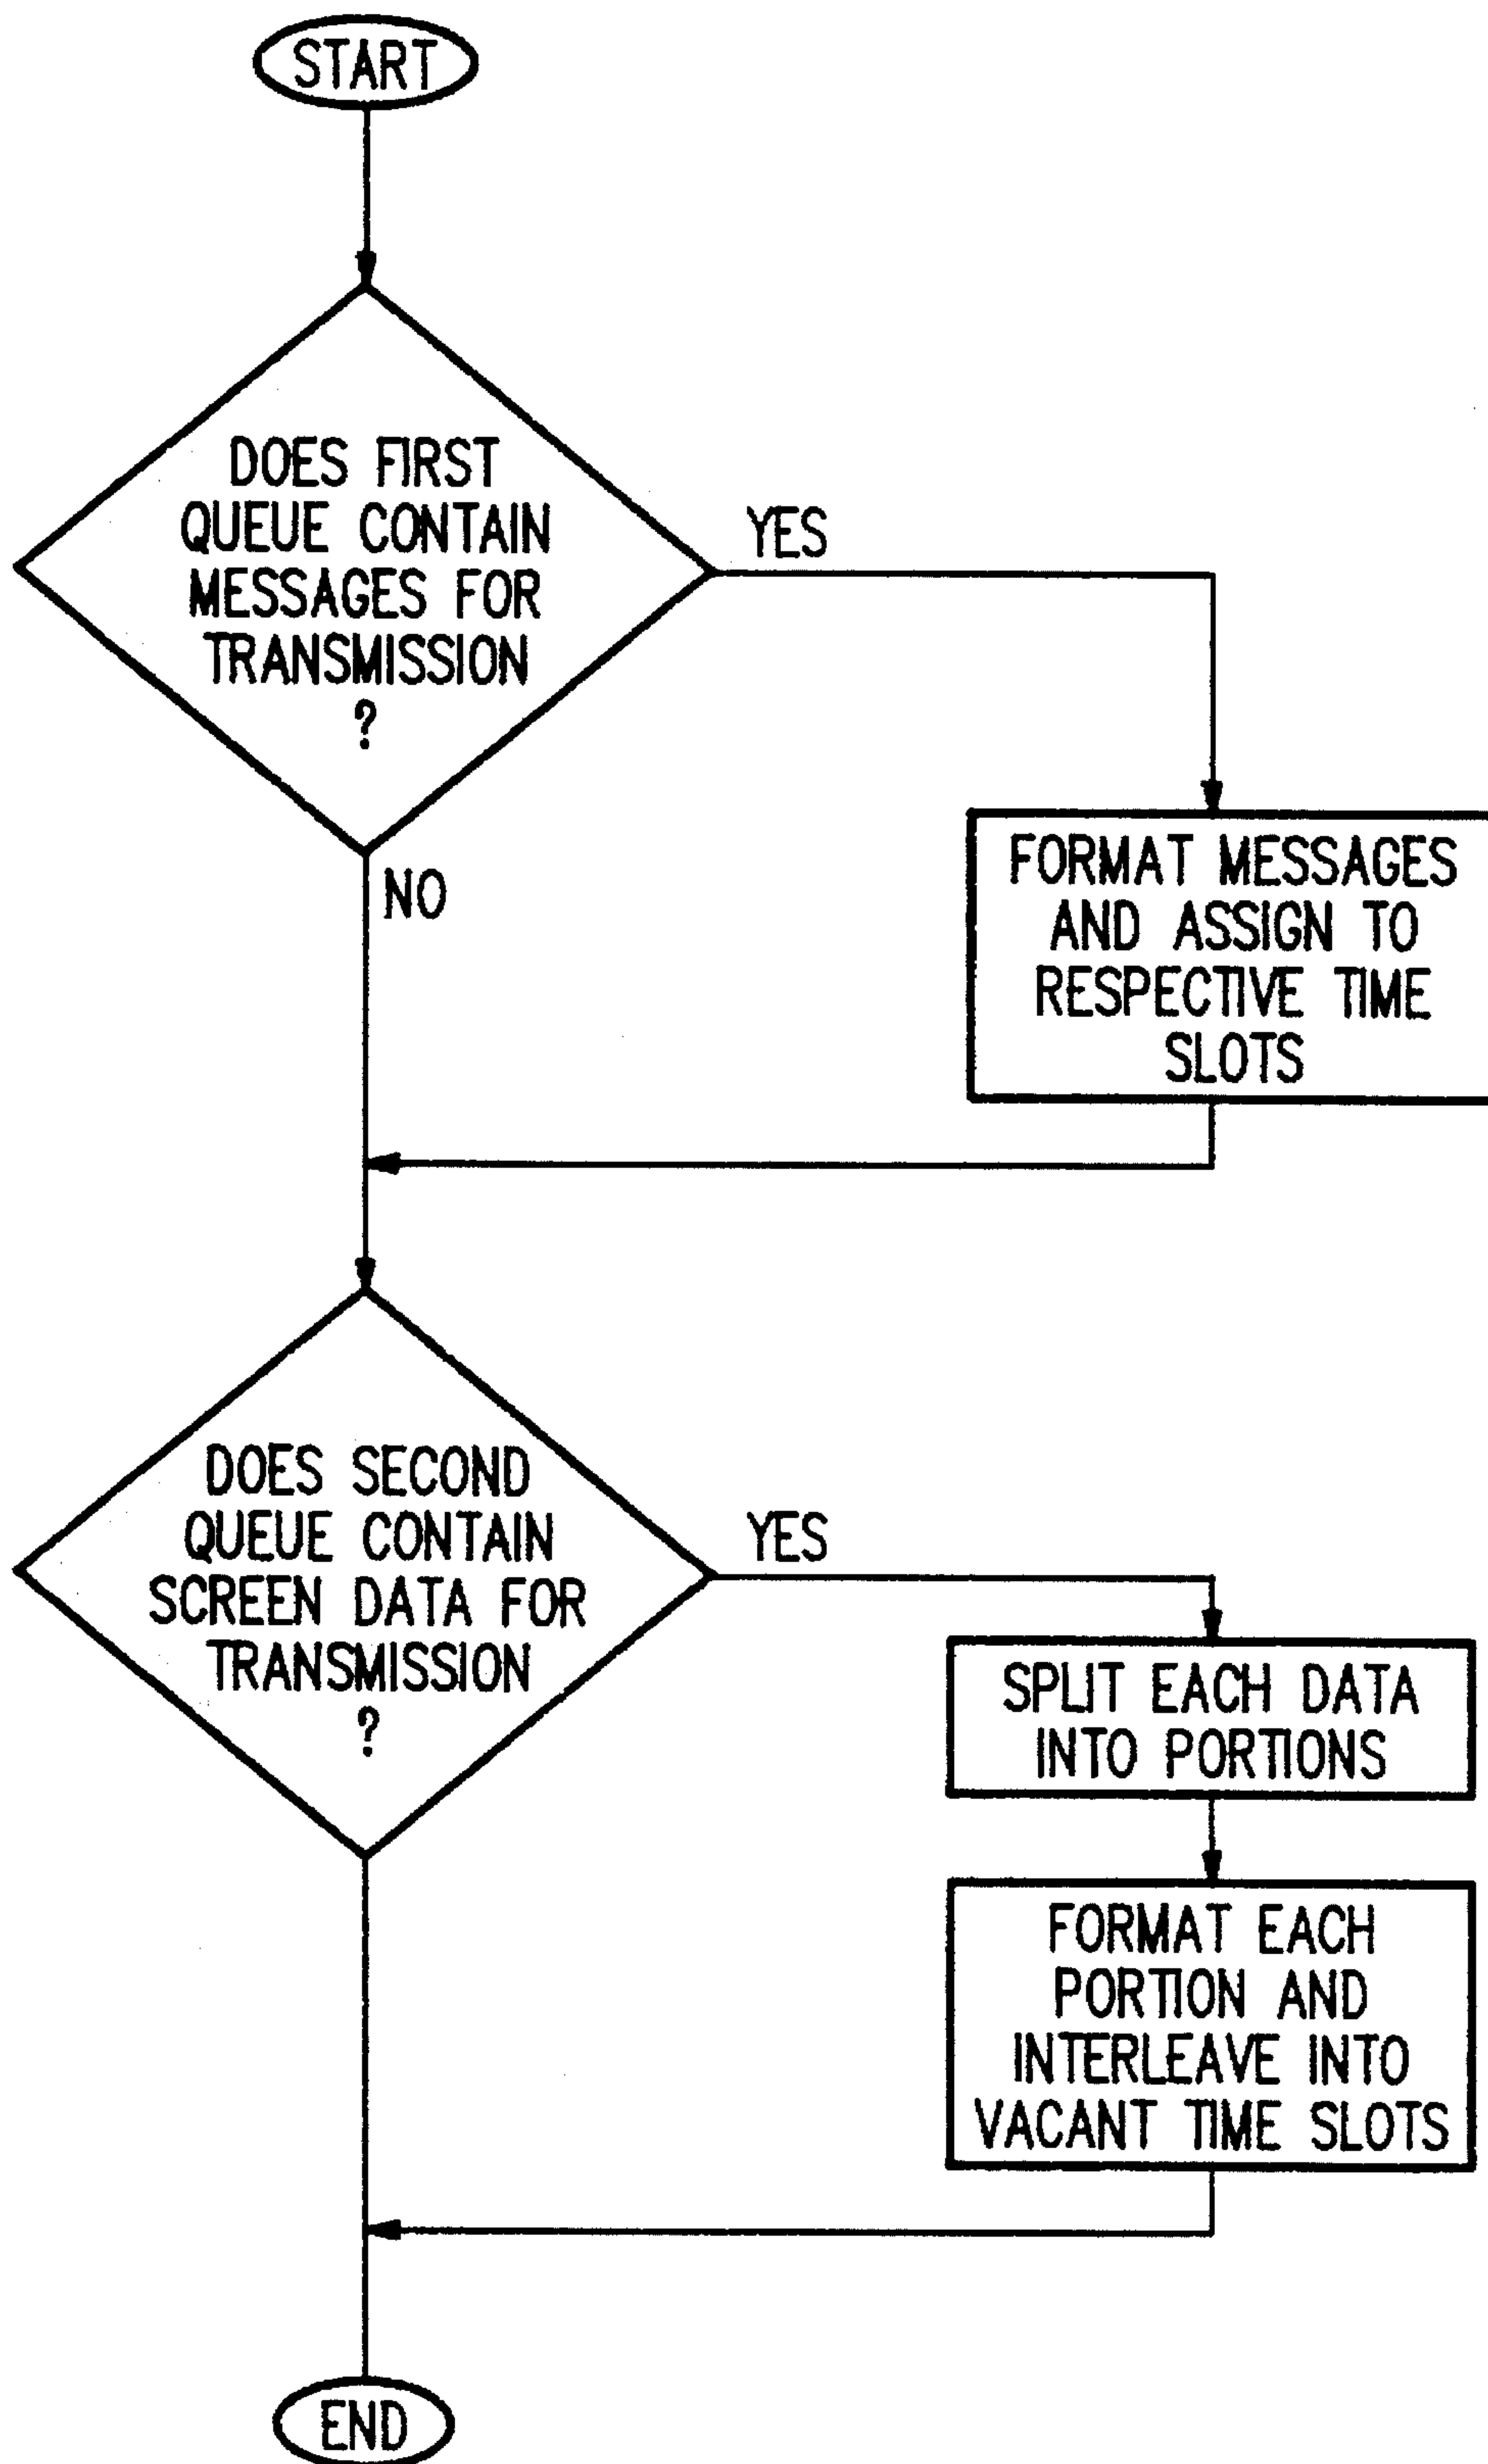 START
DOES FIRST
QUEUE CONTAIN
MESSAGES FOR
TRANSMISSION
?
YES
NO
FORMAT MESSAGES
AND ASSIGN TO
RESPECTIVE TIME
SLOTS
DOES SECOND
QUEUE CONTAIN
SCREEN DATA FOR
TRANSMISSION
?
YES
SPLIT EACH DATA
INTO PORTIONS
FORMAT EACH
PORTION AND
INTERLEAVE INTO
VACANT TIME SLOTS
END